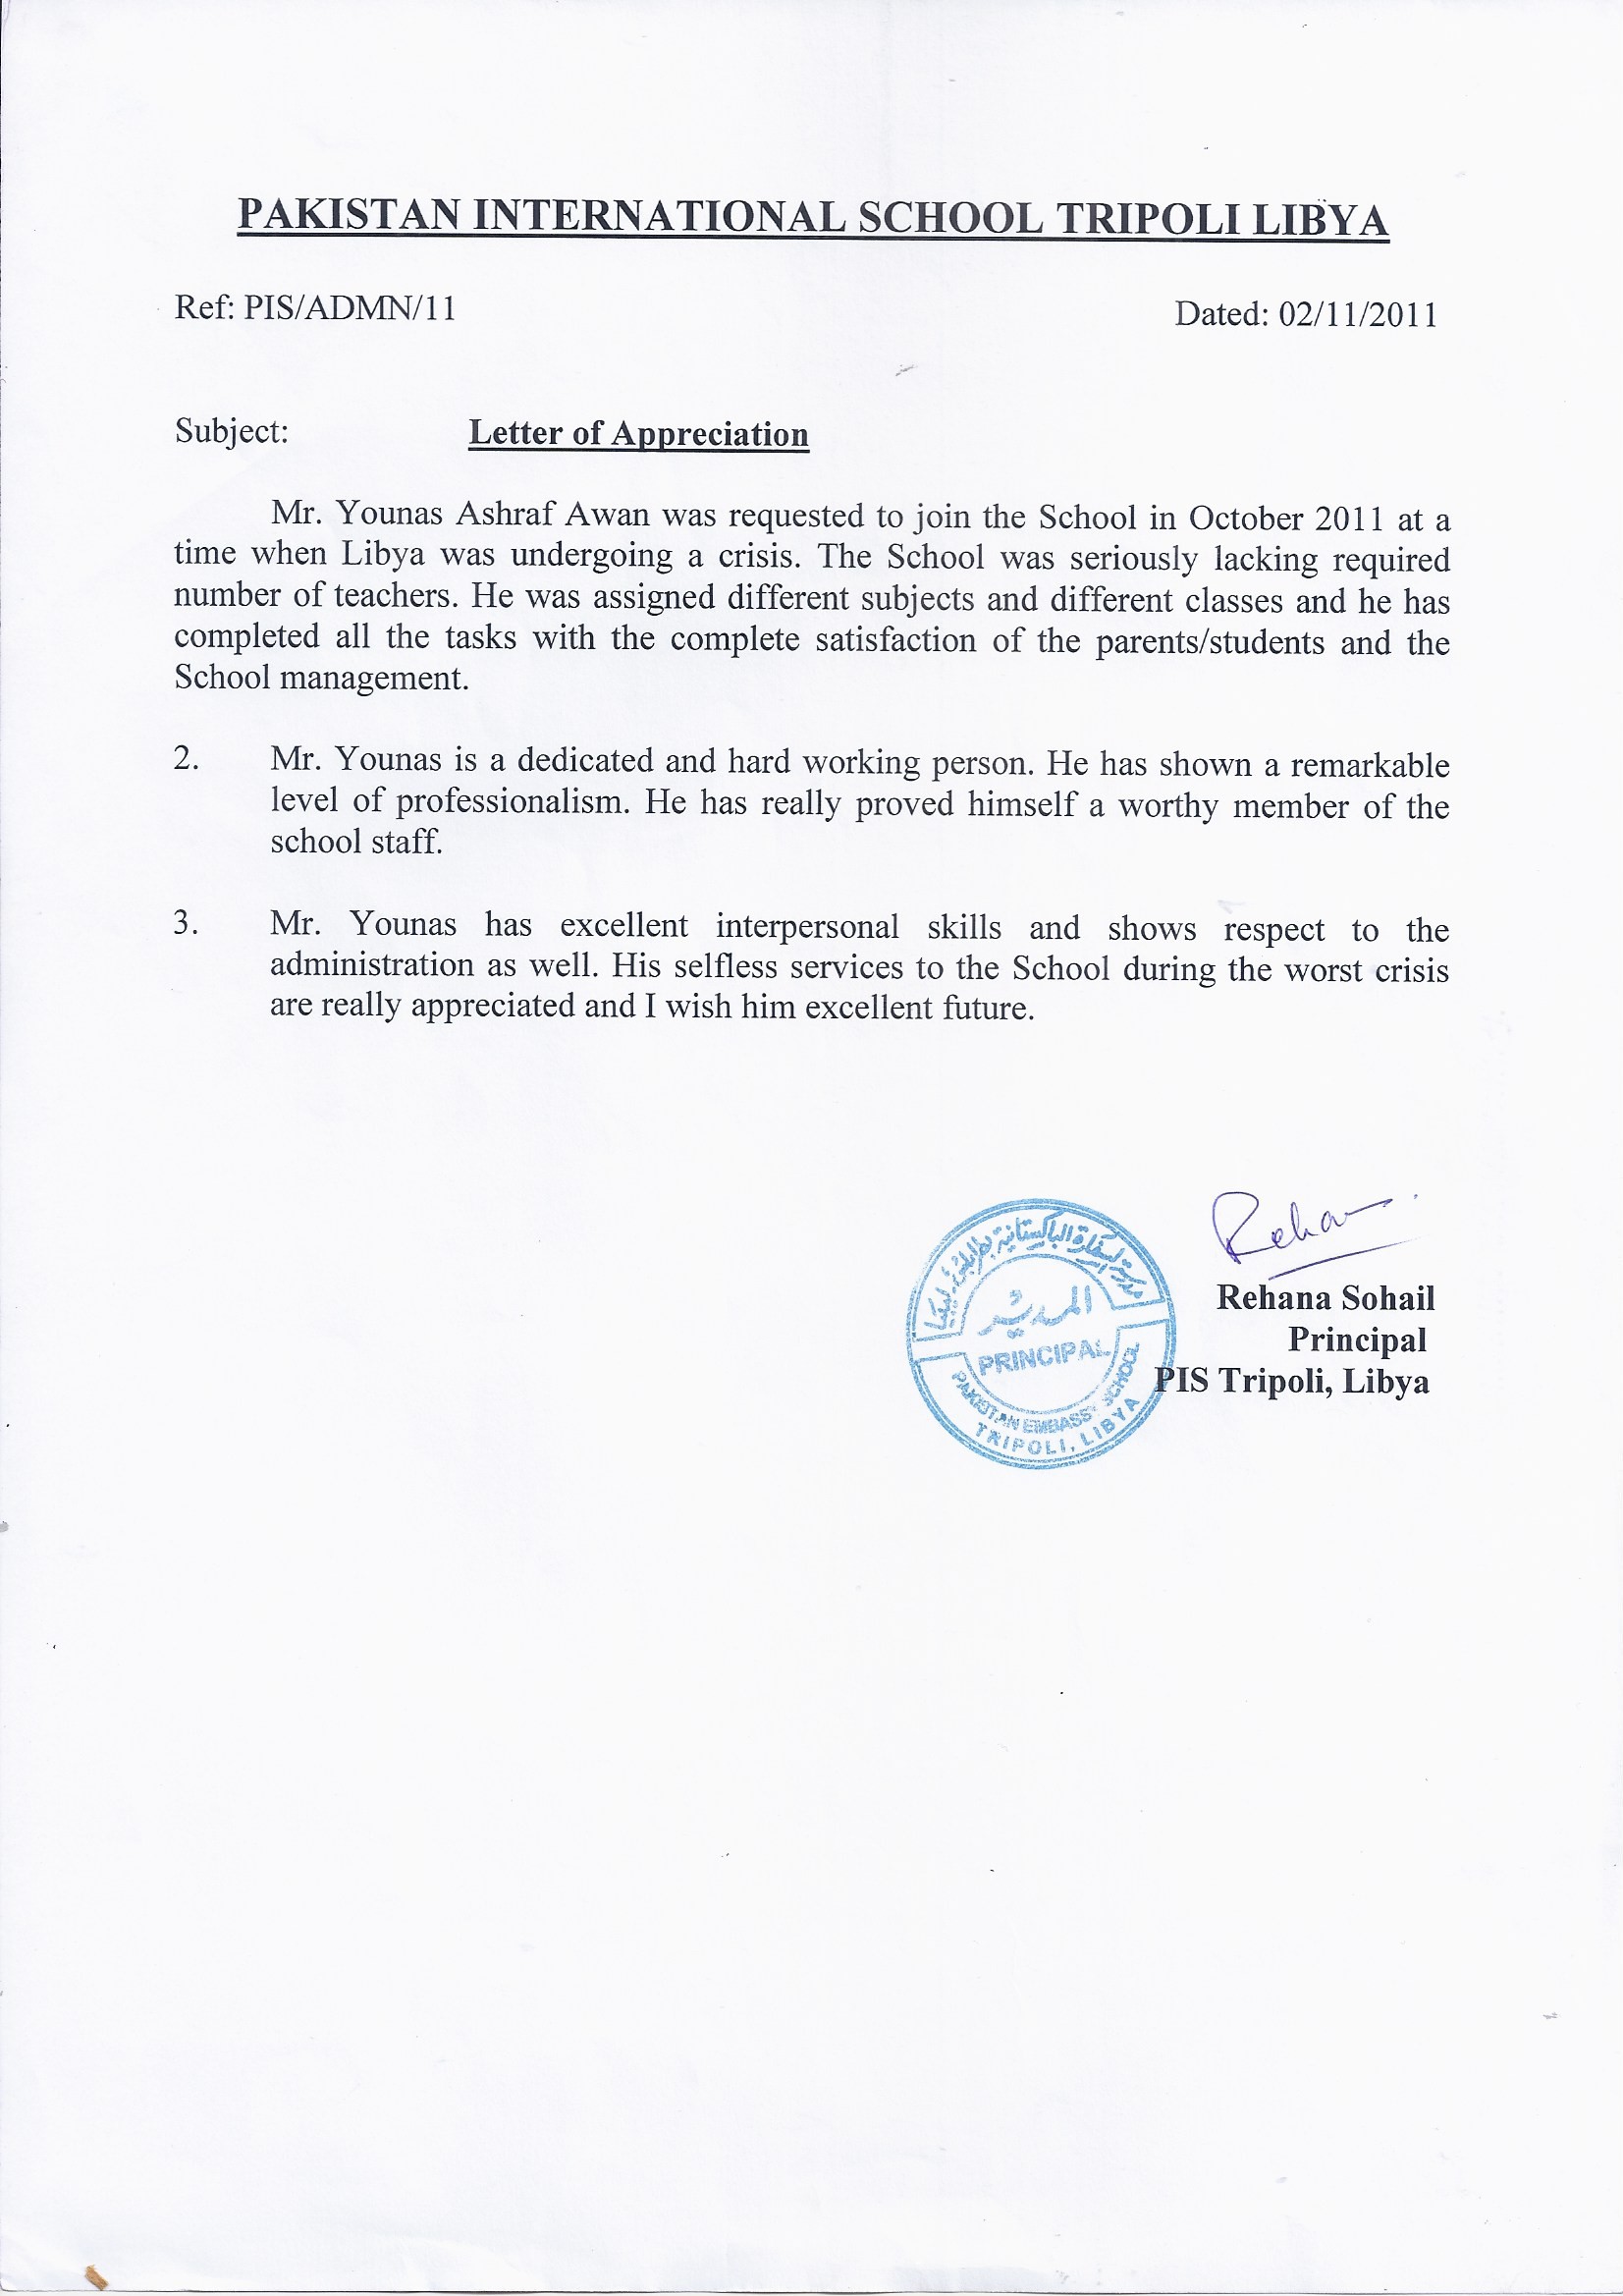 PAKISTAN INTERNATIONAL SCHOOL TRIPOLI LIBYA
Ref: PIS/ADMN/11 Dated: 02/11/2011
Subject: Letter of Appreciation
Mr. Younas Ashraf Awan was requested to join the School in October 2011 at a
time when Libya was undergoing a crisis. The School was seriously lacking required
number of teachers. He was assigned different subjects and different classes and he has
completed all the tasks with the complete satisfaction of the parents/students and the
School management.
2. Mr. Younas is a dedicated and hard working person. He has shown a remarkable
level of professionalism. He has really proved himself a worthy member of the
school staff.
3. Mr. Younas has excellent interpersonal skills and shows respect to the
administration as well. His selfless services to the School during the worst crisis
are really appreciated and I wish him excellent future.
Rehana Sohail
Principal
PIS Tripoli, Libya
الباكستانية
PRINCIPAL
PAKISTAN EMBASSY SCHOOL
TRIPOLI, LIBYA